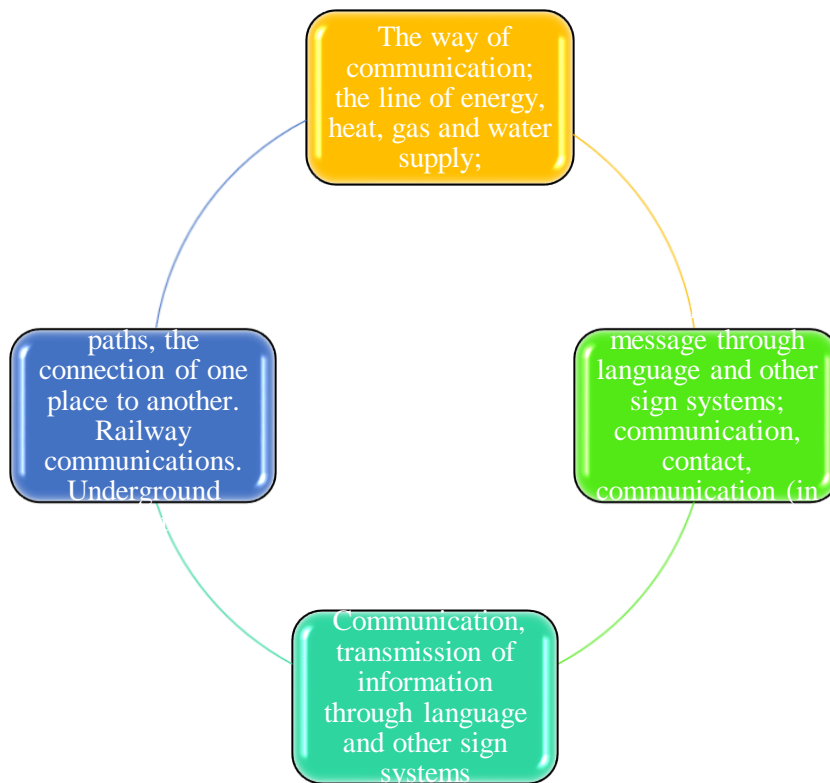 The way of
communication;
the line of energy,
heat, gas and water
supply;
message through
language and other
sign systems;
communication,
contact,
communication (in
Communication,
transmission of
information
through language
and other sign
systems
paths, the
connection of one
place to another.
Railway
communications.
Underground